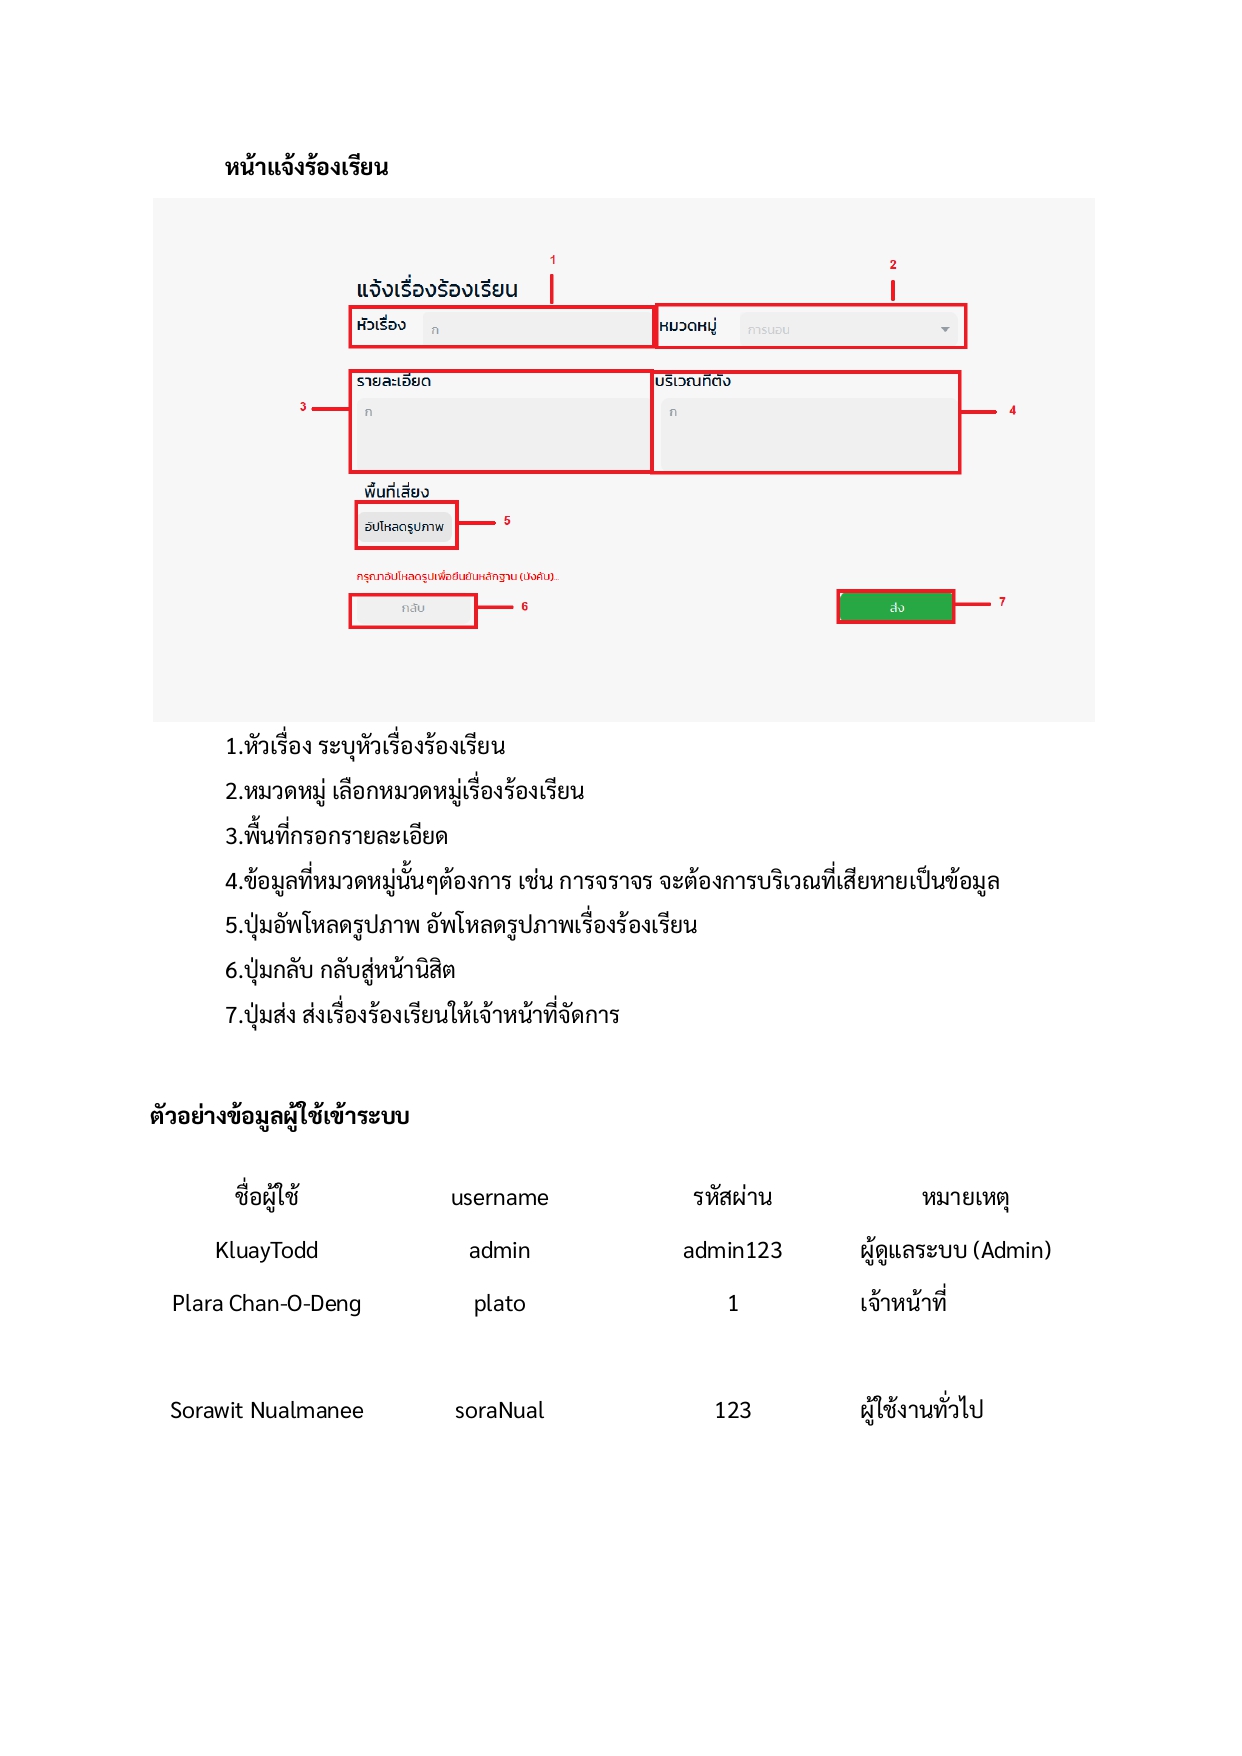 หน้าแจ้งร้องเรียน
1
2
แจ้งเรื่องร้องเรียน
หัวเรื่อง ก หมวดหมู่ การนอน
รายละเอียด บริเวณที่ตั้ง
3 ก ก 4
พื้นที่เสี่ยง
อัปโหลดรูปภาพ 5
กรุณาอัปโหลดรูปเพื่อยืนยันหลักฐาน (บังคับ)...
กลับ 6 ส่ง 7
1.หัวเรื่อง ระบุหัวเรื่องร้องเรียน
2.หมวดหมู่ เลือกหมวดหมู่เรื่องร้องเรียน
3.พื้นที่กรอกรายละเอียด
4.ข้อมูลที่หมวดหมู่นั้นๆต้องการ เช่น การจราจร จะต้องการบริเวณที่เสียหายเป็นข้อมูล
5.ปุ่มอัพโหลดรูปภาพ อัพโหลดรูปภาพเรื่องร้องเรียน
6.ปุ่มกลับ กลับสู่หน้านิสิต
7.ปุ่มส่ง ส่งเรื่องร้องเรียนให้เจ้าหน้าที่จัดการ
ตัวอย่างข้อมูลผู้ใช้เข้าระบบ
ชื่อผู้ใช้ username รหัสผ่าน หมายเหตุ
KluayTodd admin admin123 ผู้ดูแลระบบ (Admin)
Plara Chan-O-Deng plato 1 เจ้าหน้าที่
Sorawit Nualmanee soraNual 123 ผู้ใช้งานทั่วไป